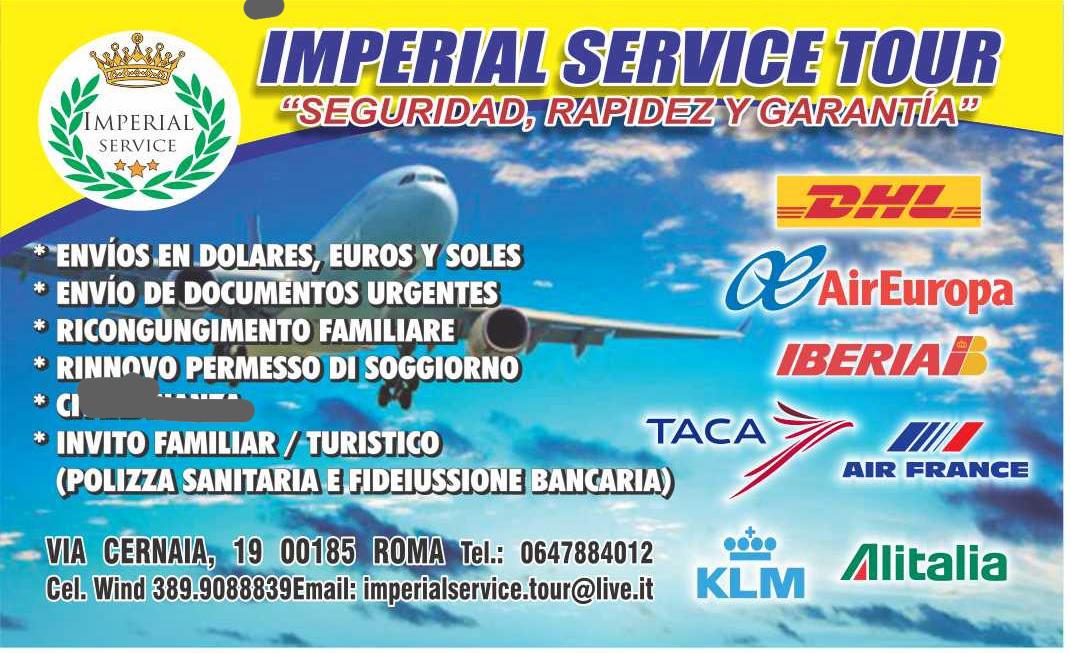 IMPERIAL SERVICE TOUR
"SEGURIDAD, RAPIDEZ Y GARANTÍA"
IMPERIAL
SERVICE
DHL
* ENVÍOS EN DOLARES, EUROS Y SOLES
* ENVÍO DE DOCUMENTOS URGENTES
* RICONGUNGIMENTO FAMILIARE
* RINNOVO PERMESSO DI SOGGIORNO
*
* INVITO FAMILIAR / TURISTICO
(POLIZZA SANITARIA E FIDEIUSSIONE BANCARIA)
AirEuropa
IBERIA
TACA
AIR FRANCE
KLM
Alitalia
VIA CERNAIA, 19 00185 ROMA Tel.: 0647884012
Cel. Wind 389.9088839Email: imperialservice.tour@live.it